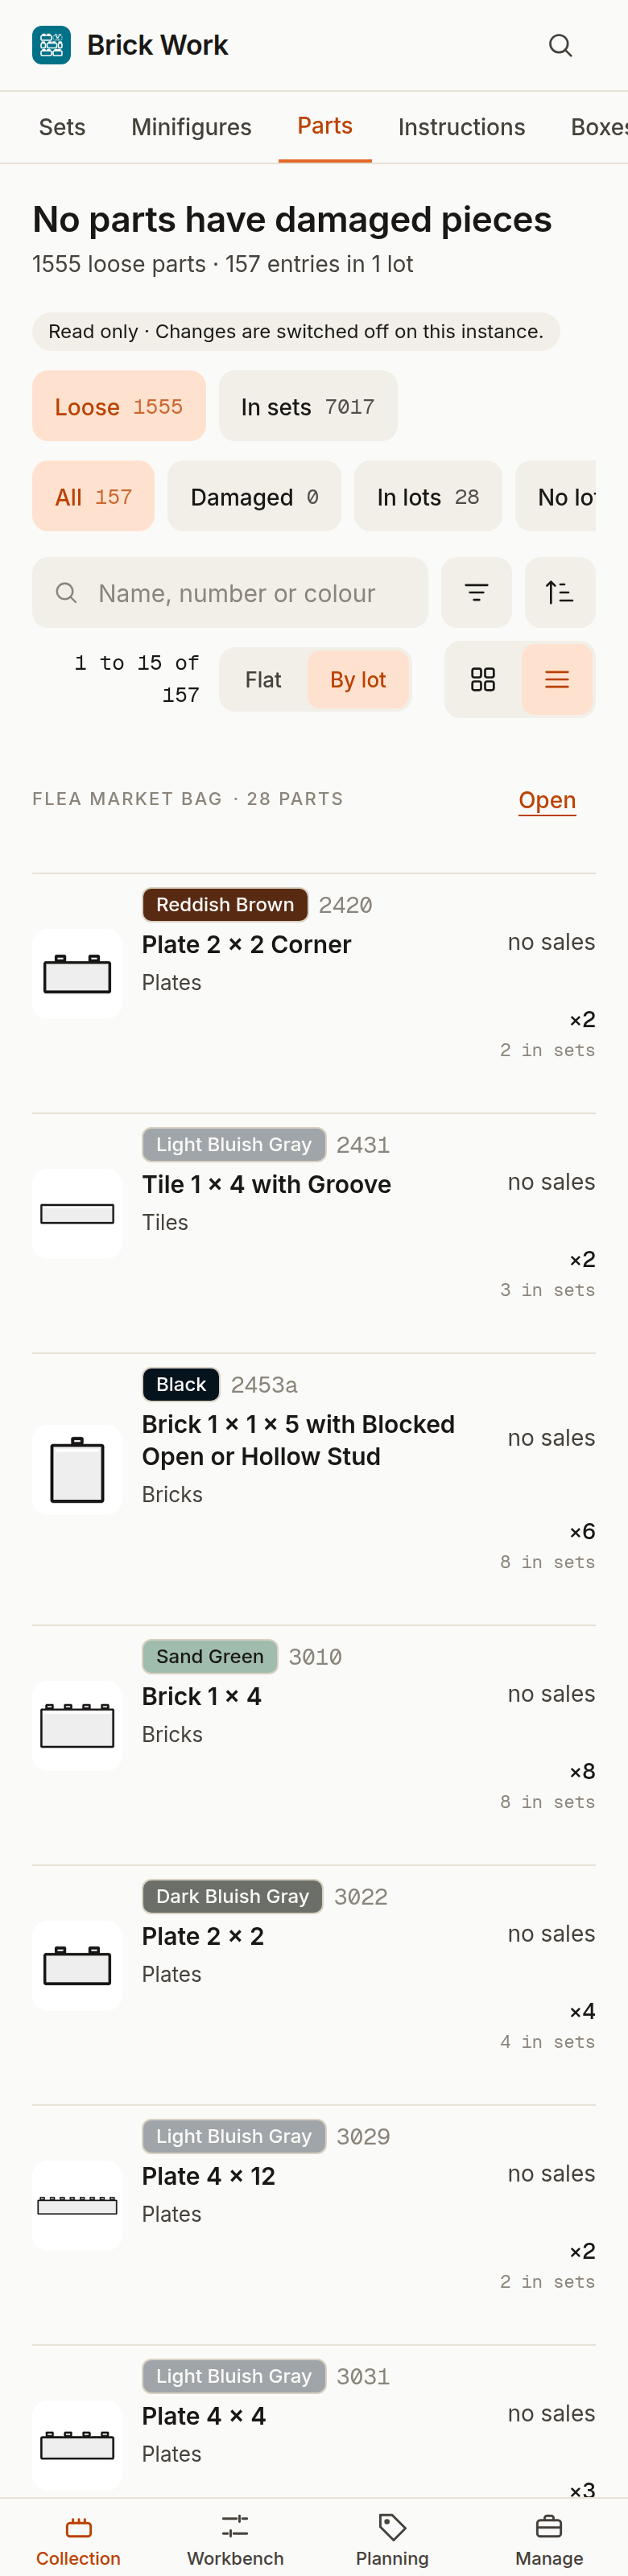 Brick Work
Sets Minifigures Parts Instructions Boxes
No parts have damaged pieces
1555 loose parts · 157 entries in 1 lot
Read only · Changes are switched off on this instance.
Loose 1555 In sets 7017
All 157 Damaged 0 In lots 28 No lot
Name, number or colour
1 to 15 of
157
Flat By lot
FLEA MARKET BAG · 28 PARTS Open
Reddish Brown 2420
Plate 2 × 2 Corner
no sales
Plates
×2
2 in sets
Light Bluish Gray 2431
Tile 1 × 4 with Groove
no sales
Tiles
×2
3 in sets
Black 2453a
Brick 1 × 1 × 5 with Blocked
Open or Hollow Stud
no sales
Bricks
×6
8 in sets
Sand Green 3010
Brick 1 × 4
no sales
Bricks
×8
8 in sets
Dark Bluish Gray 3022
Plate 2 × 2
no sales
Plates
×4
4 in sets
Light Bluish Gray 3029
Plate 4 × 12
no sales
Plates
×2
2 in sets
Light Bluish Gray 3031
Plate 4 × 4
no sales
Plates
×3
Collection Workbench Planning Manage